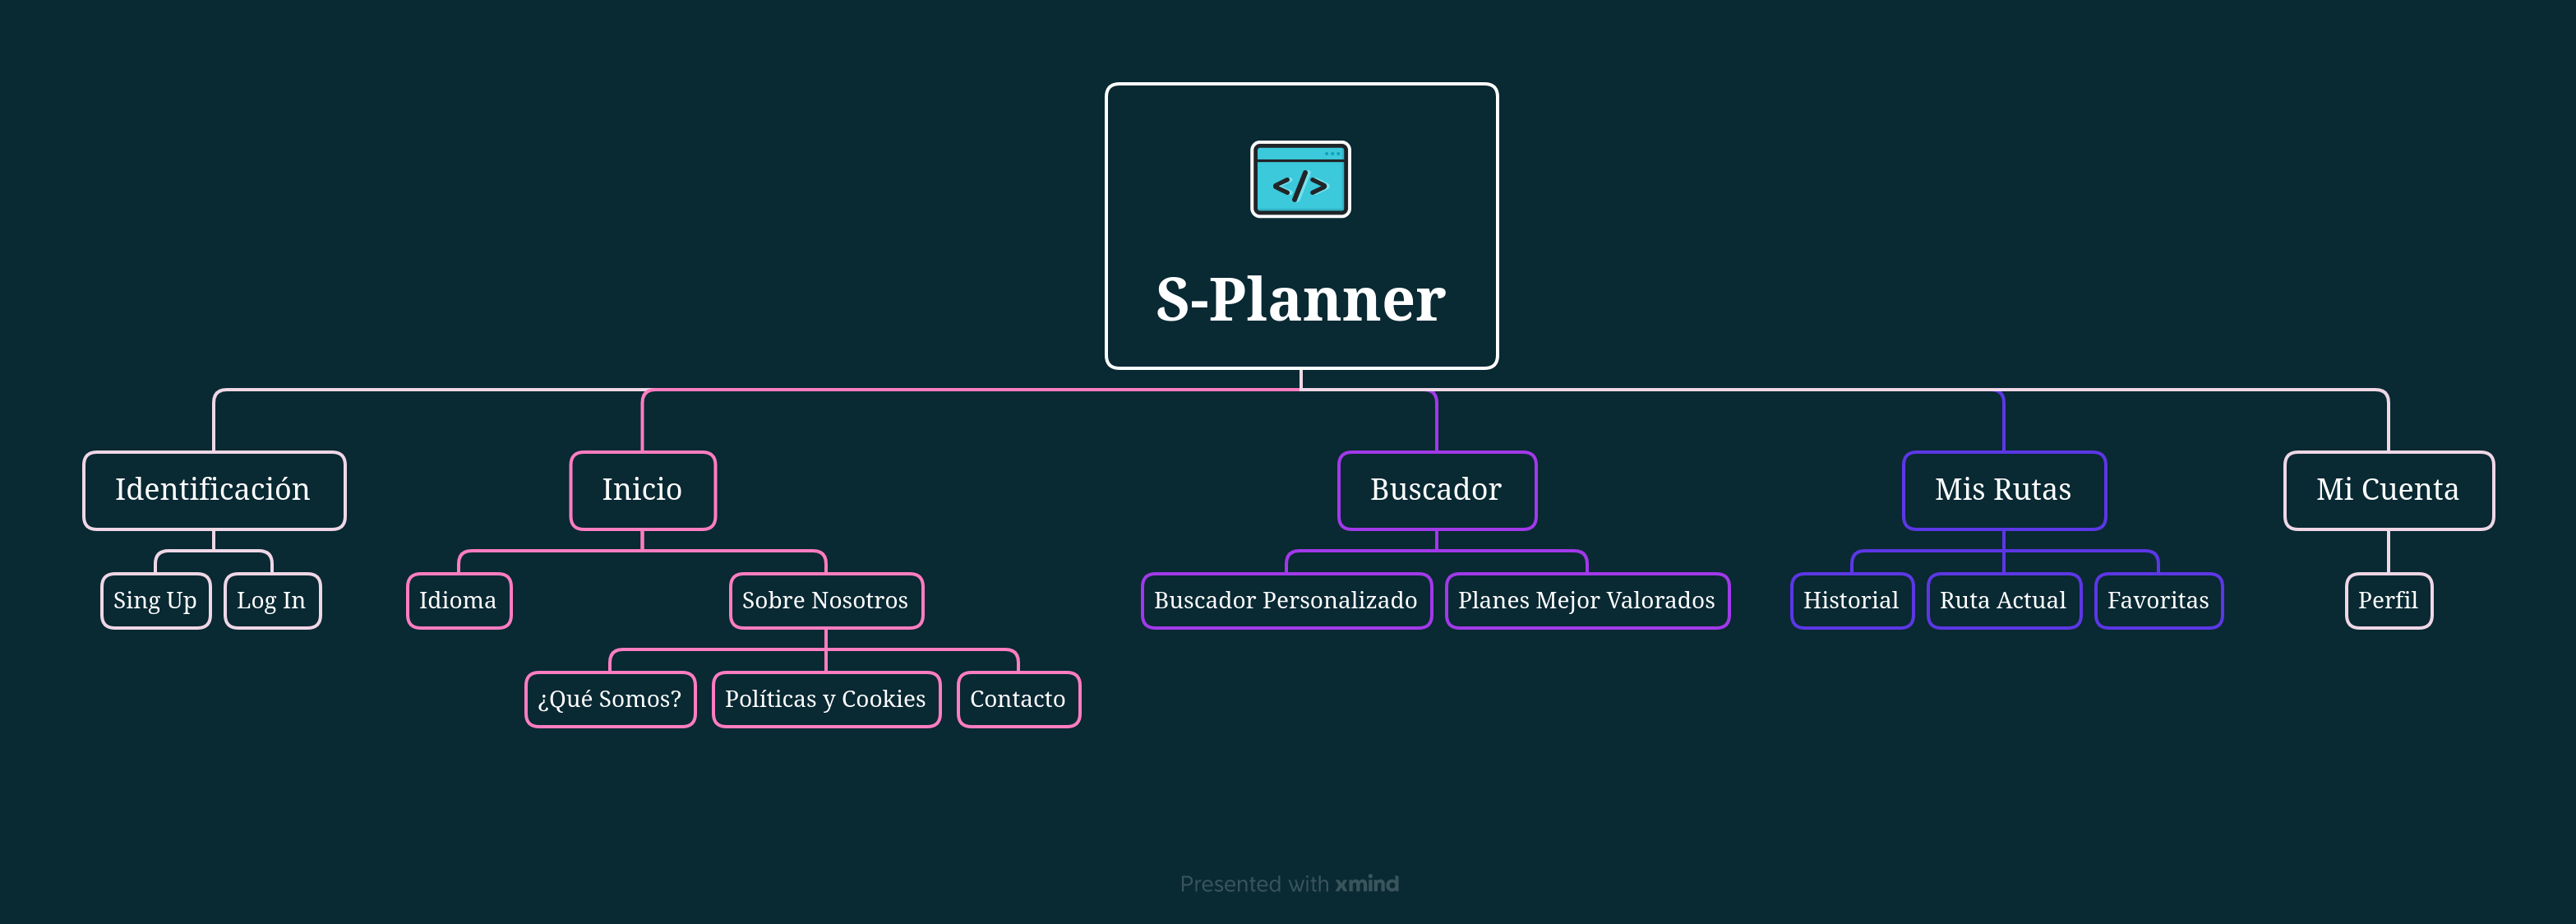 </>
S-Planner
Identificación
Inicio
Buscador
Mis Rutas
Mi Cuenta
Sing Up
Log In
Idioma
Sobre Nosotros
Buscador Personalizado
Planes Mejor Valorados
Historial
Ruta Actual
Favoritas
Perfil
¿Qué Somos?
Políticas y Cookies
Contacto
Presented with xmind